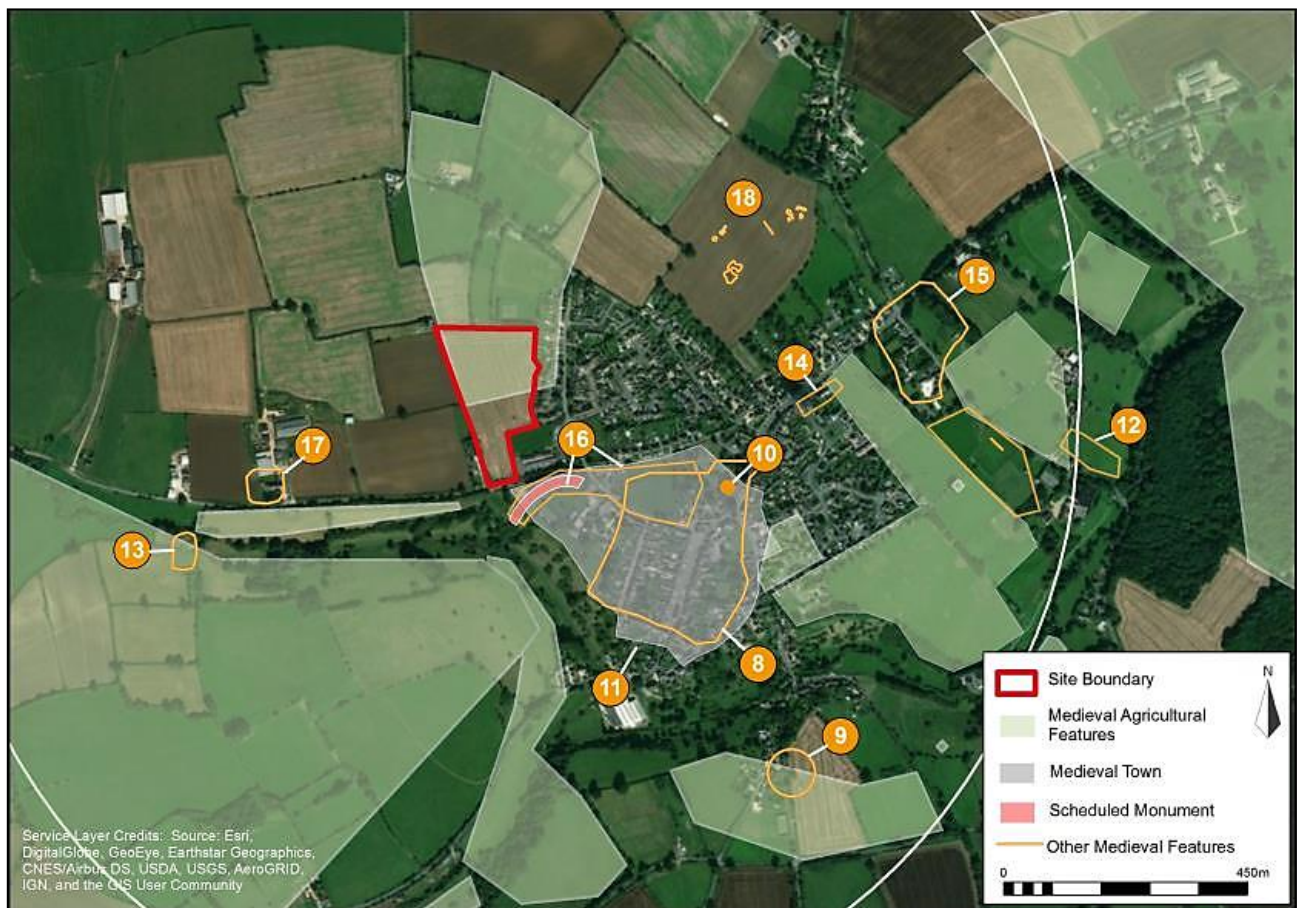 18
15
14
12
16
10
17
13
8
11
9
N
Site Boundary
Medieval Agricultural
Features
Medieval Town
Scheduled Monument
Other Medieval Features
0 450m
Service Layer Credits: Source: Esri,
DigitalGlobe, GeoEye, Earthstar Geographics,
CNES/Airbus DS, USDA, USGS, AeroGRID,
IGN, and the GIS User Community